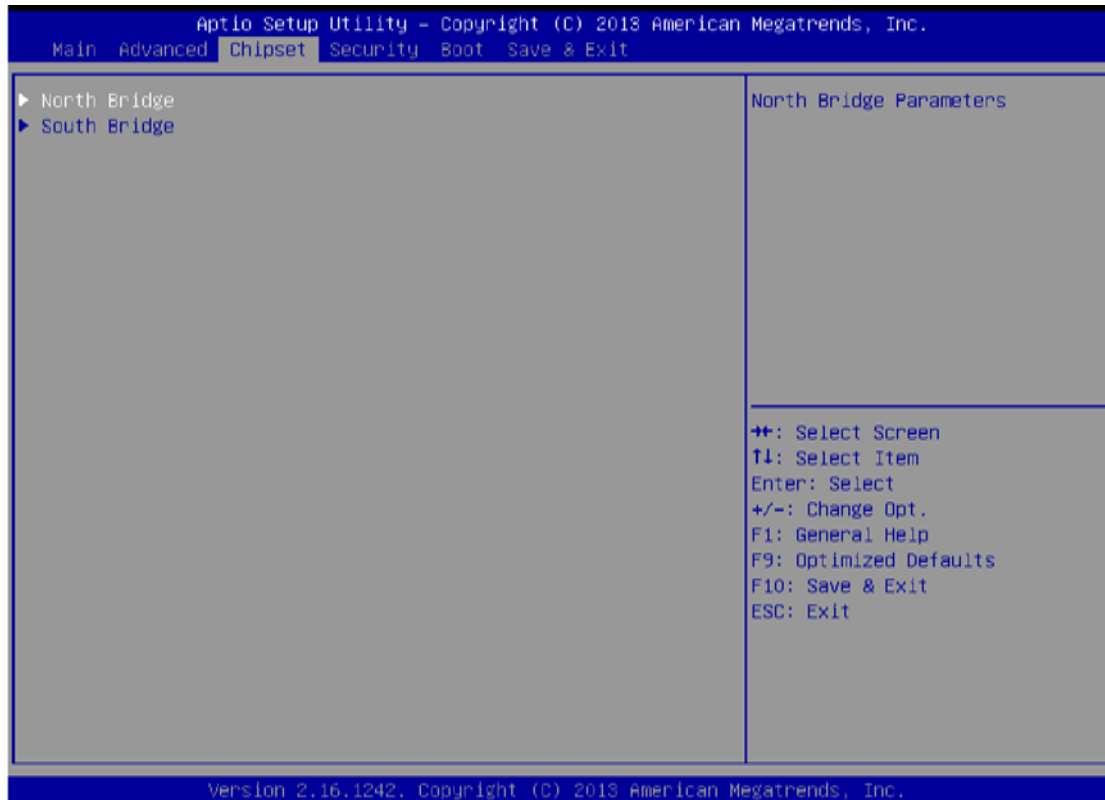 Aptio Setup Utility – Copyright (C) 2013 American Megatrends, Inc.
Main Advanced Chipset Security Boot Save & Exit
► North Bridge
► South Bridge
North Bridge Parameters
→←: Select Screen
↑↓: Select Item
Enter: Select
+/-: Change Opt.
F1: General Help
F9: Optimized Defaults
F10: Save & Exit
ESC: Exit
Version 2.16.1242. Copyright (C) 2013 American Megatrends, Inc.